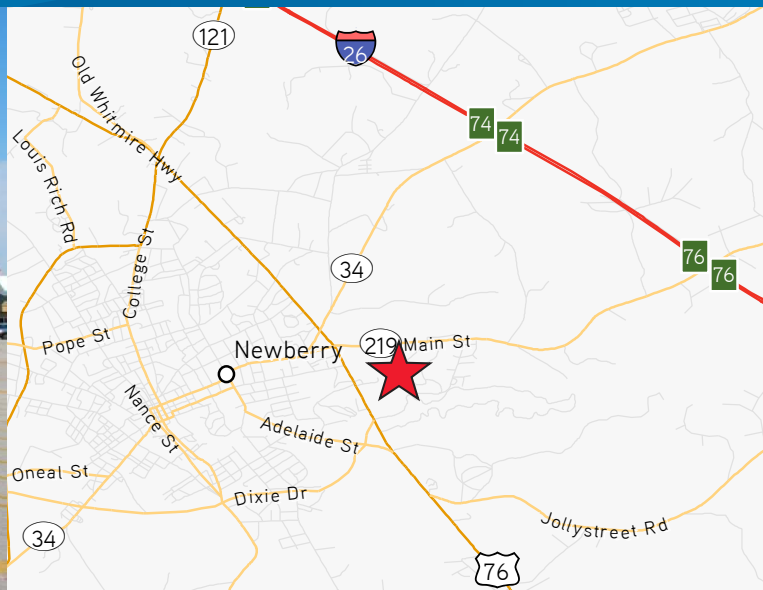 121
26
Old Whitmire Hwy
74
74
Louis Rich Rd
College St
76
76
34
Pope St
Newberry
219
Main St
Nance St
Adelaide St
Oneal St
Dixie Dr
Jollystreet Rd
34
76